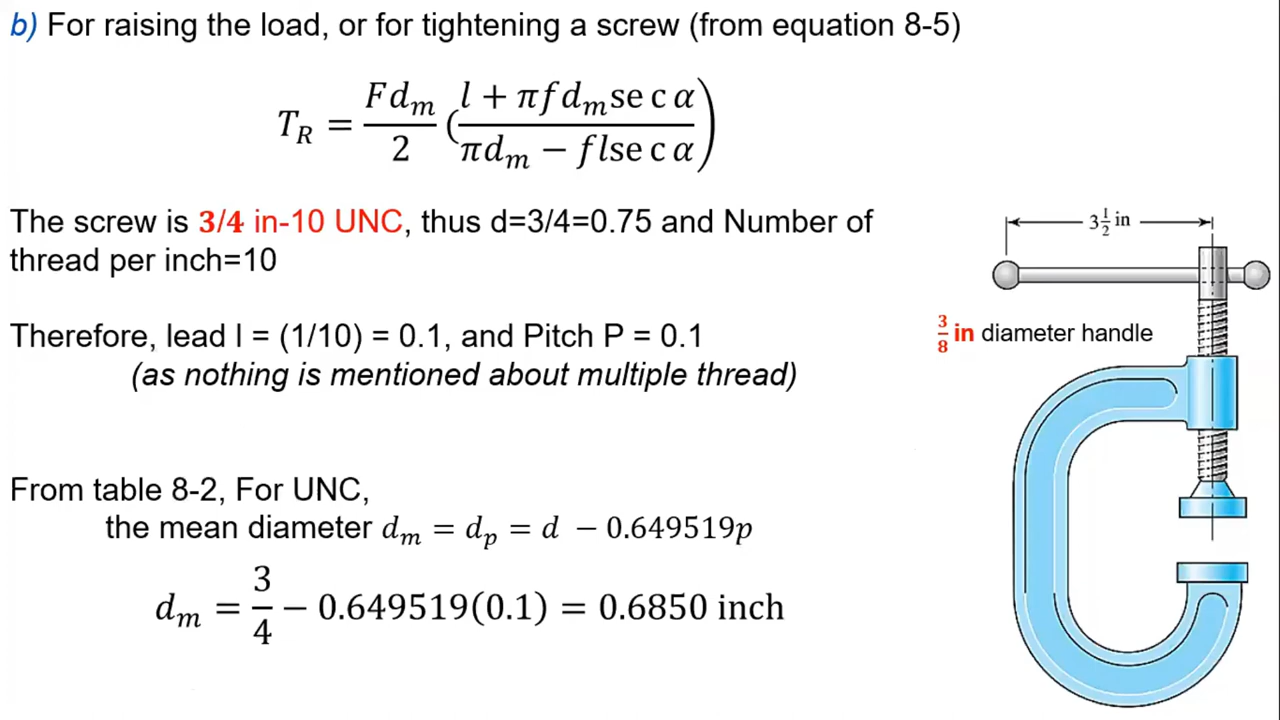 b) For raising the load, or for tightening a screw (from equation 8-5)
T_R = Fd_m/2 (l + πfd_m se c α / πd_m − flse c α)
The screw is 3/4 in-10 UNC, thus d=3/4=0.75 and Number of
thread per inch=10
3 1/2 in
3/8 in diameter handle
Therefore, lead l = (1/10) = 0.1, and Pitch P = 0.1
(as nothing is mentioned about multiple thread)
From table 8-2, For UNC,
the mean diameter d_m = d_p = d − 0.649519p
d_m = 3/4 − 0.649519(0.1) = 0.6850 inch